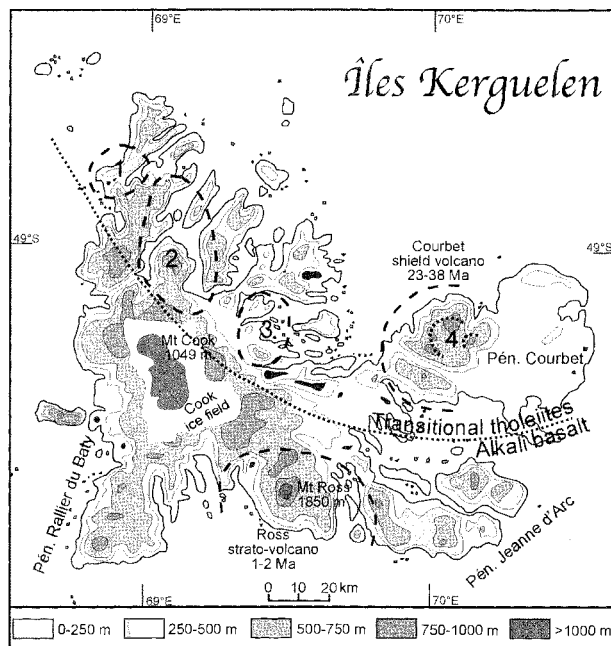 69°E
70°E
Îles Kerguelen
49°S
49°S
1
2
3
Courbet
shield volcano
23-38 Ma
4
Pén. Courbet
Mt Cook
1049 m
Cook
ice field
Transitional tholeiites
Alkali basalt
Pén. Rallier du Baty
Mt Ross
1850 m
Ross
strato-volcano
1-2 Ma
Pén. Jeanne d'Arc
0 10 20 km
69°E
70°E
0-250 m
250-500 m
500-750 m
750-1000 m
>1000 m